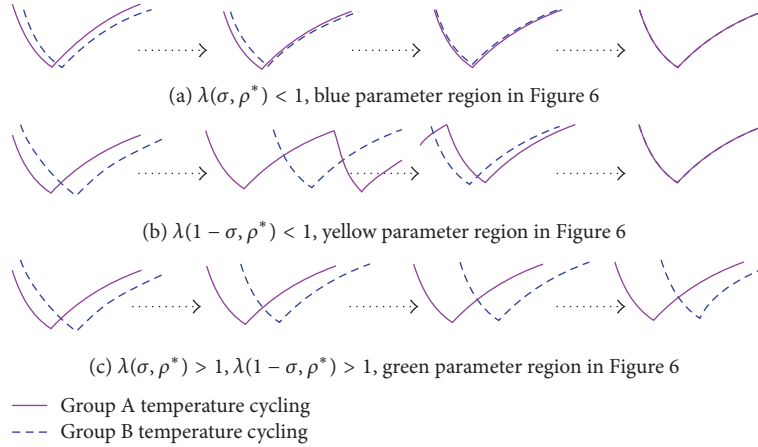 (a) λ(σ, ρ*) < 1, blue parameter region in Figure 6
(b) λ(1 − σ, ρ*) < 1, yellow parameter region in Figure 6
(c) λ(σ, ρ*) > 1, λ(1 − σ, ρ*) > 1, green parameter region in Figure 6
Group A temperature cycling
Group B temperature cycling